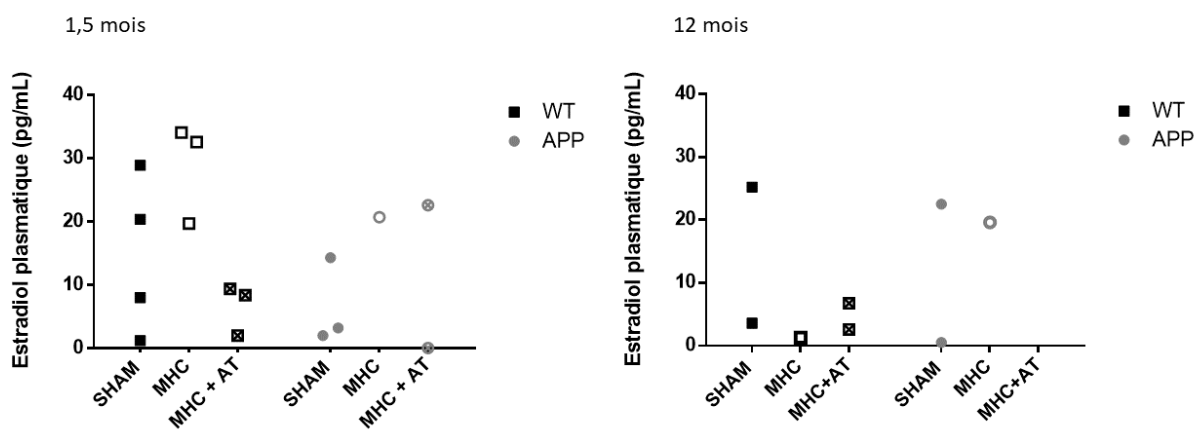 1,5 mois
Estradiol plasmatique (pg/mL)
40
30
20
10
0
SHAM
MHC
MHC + AT
SHAM
MHC
MHC + AT
WT
APP
12 mois
Estradiol plasmatique (pg/mL)
40
30
20
10
0
SHAM
MHC
MHC+AT
SHAM
MHC
MHC+AT
WT
APP